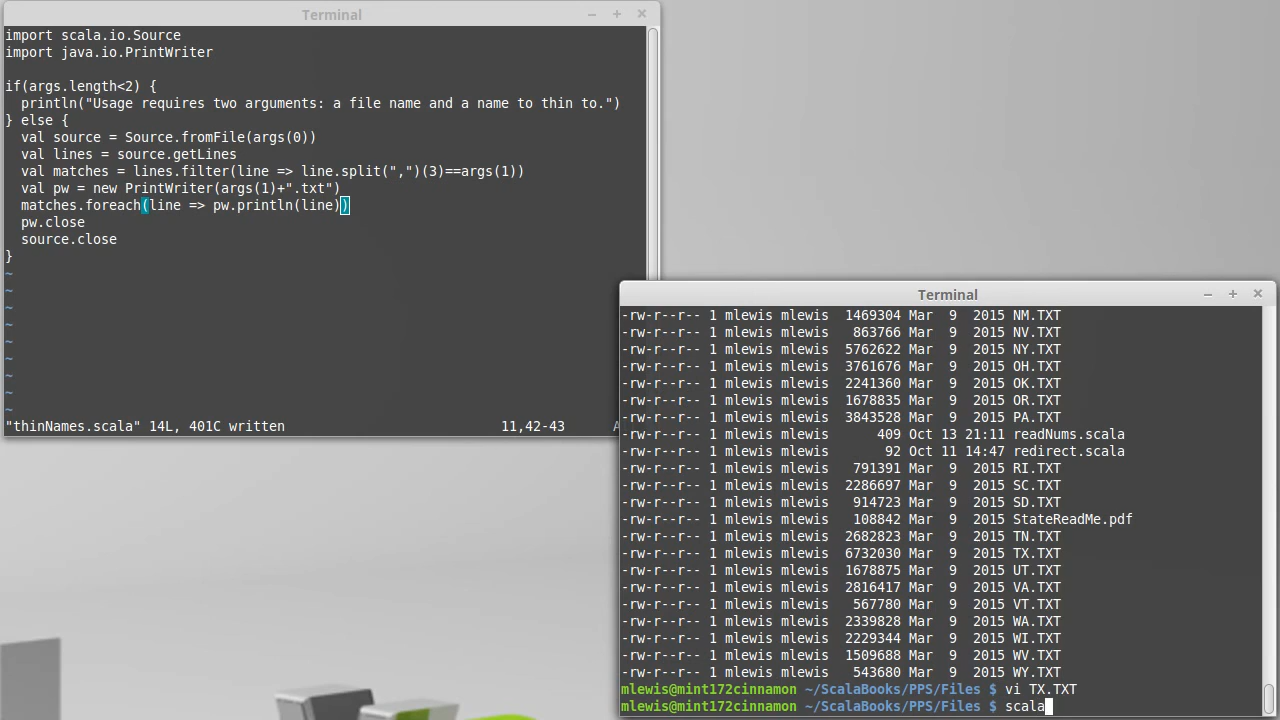 Terminal
import scala.io.Source
import java.io.PrintWriter
if(args.length<2) {
  println("Usage requires two arguments: a file name and a name to thin to.")
} else {
  val source = Source.fromFile(args(0))
  val lines = source.getLines
  val matches = lines.filter(line => line.split(",")(3)==args(1))
  val pw = new PrintWriter(args(1)+".txt")
  matches.foreach(line => pw.println(line))
  pw.close
  source.close
}
~
~
~
~
~
~
~
~
~
"thinNames.scala" 14L, 401C written 11,42-43 A
Terminal
-rw-r--r-- 1 mlewis mlewis 1469304 Mar  9  2015 NM.TXT
-rw-r--r-- 1 mlewis mlewis  863766 Mar  9  2015 NV.TXT
-rw-r--r-- 1 mlewis mlewis 5762622 Mar  9  2015 NY.TXT
-rw-r--r-- 1 mlewis mlewis 3761676 Mar  9  2015 OH.TXT
-rw-r--r-- 1 mlewis mlewis 2241360 Mar  9  2015 OK.TXT
-rw-r--r-- 1 mlewis mlewis 1678835 Mar  9  2015 OR.TXT
-rw-r--r-- 1 mlewis mlewis 3843528 Mar  9  2015 PA.TXT
-rw-r--r-- 1 mlewis mlewis     409 Oct 13 21:11 readNums.scala
-rw-r--r-- 1 mlewis mlewis      92 Oct 11 14:47 redirect.scala
-rw-r--r-- 1 mlewis mlewis  791391 Mar  9  2015 RI.TXT
-rw-r--r-- 1 mlewis mlewis 2286697 Mar  9  2015 SC.TXT
-rw-r--r-- 1 mlewis mlewis  914723 Mar  9  2015 SD.TXT
-rw-r--r-- 1 mlewis mlewis  108842 Mar  9  2015 StateReadMe.pdf
-rw-r--r-- 1 mlewis mlewis 2682823 Mar  9  2015 TN.TXT
-rw-r--r-- 1 mlewis mlewis 6732030 Mar  9  2015 TX.TXT
-rw-r--r-- 1 mlewis mlewis 1678875 Mar  9  2015 UT.TXT
-rw-r--r-- 1 mlewis mlewis 2816417 Mar  9  2015 VA.TXT
-rw-r--r-- 1 mlewis mlewis  567780 Mar  9  2015 VT.TXT
-rw-r--r-- 1 mlewis mlewis 2339828 Mar  9  2015 WA.TXT
-rw-r--r-- 1 mlewis mlewis 2229344 Mar  9  2015 WI.TXT
-rw-r--r-- 1 mlewis mlewis 1509688 Mar  9  2015 WV.TXT
-rw-r--r-- 1 mlewis mlewis  543680 Mar  9  2015 WY.TXT
mlewis@mint172cinnamon ~/ScalaBooks/PPS/Files $ vi TX.TXT
mlewis@mint172cinnamon ~/ScalaBooks/PPS/Files $ scala